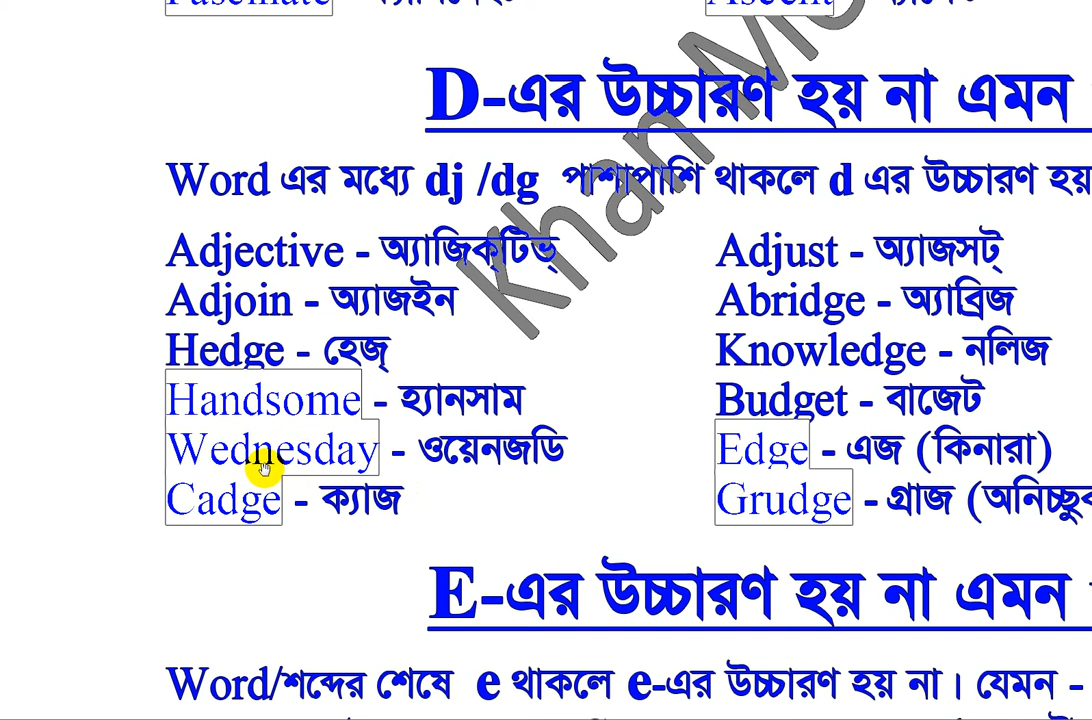 D-এর উচ্চারণ হয় না এমন
Word এর মধ্যে dj /dg পাশাপাশি থাকলে d এর উচ্চারণ হয়
Adjective - অ্যাজিক্‌টিভ্ Adjust - অ্যাজসট্
Adjoin - অ্যাজইন Abridge - অ্যাব্রিজ
Hedge - হেজ্ Knowledge - নলিজ
Handsome - হ্যানসাম Budget - বাজেট
Wednesday - ওয়েনজডি Edge - এজ (কিনারা)
Cadge - ক্যাজ Grudge - গ্রাজ
E-এর উচ্চারণ হয় না এমন
Word/শব্দের শেষে e থাকলে e-এর উচ্চারণ হয় না। যেমন -
Khan